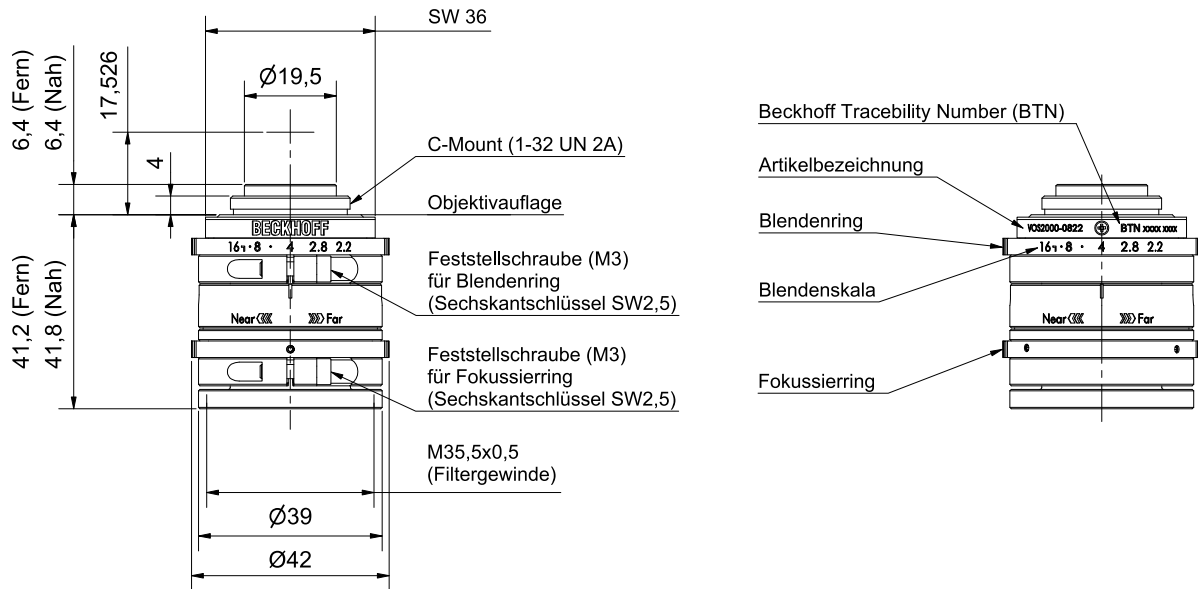 SW 36
6,4 (Fern)
6,4 (Nah)
17,526
4
Ø19,5
C-Mount (1-32 UN 2A)
Objektivauflage
BECKHOFF
8 · 4 2.8 2.2
Feststellschraube (M3)
für Blendenring
(Sechskantschlüssel SW2,5)
41,2 (Fern)
41,8 (Nah)
Near Far
Feststellschraube (M3)
für Fokussierring
(Sechskantschlüssel SW2,5)
M35,5x0,5
(Filtergewinde)
Ø39
Ø42
Beckhoff Tracebility Number (BTN)
Artikelbezeichnung
Blendenring
VOS2000-0822 BTN xxxx xxxx
8 · 4 2.8 2.2
Blendenskala
Near Far
Fokussierring